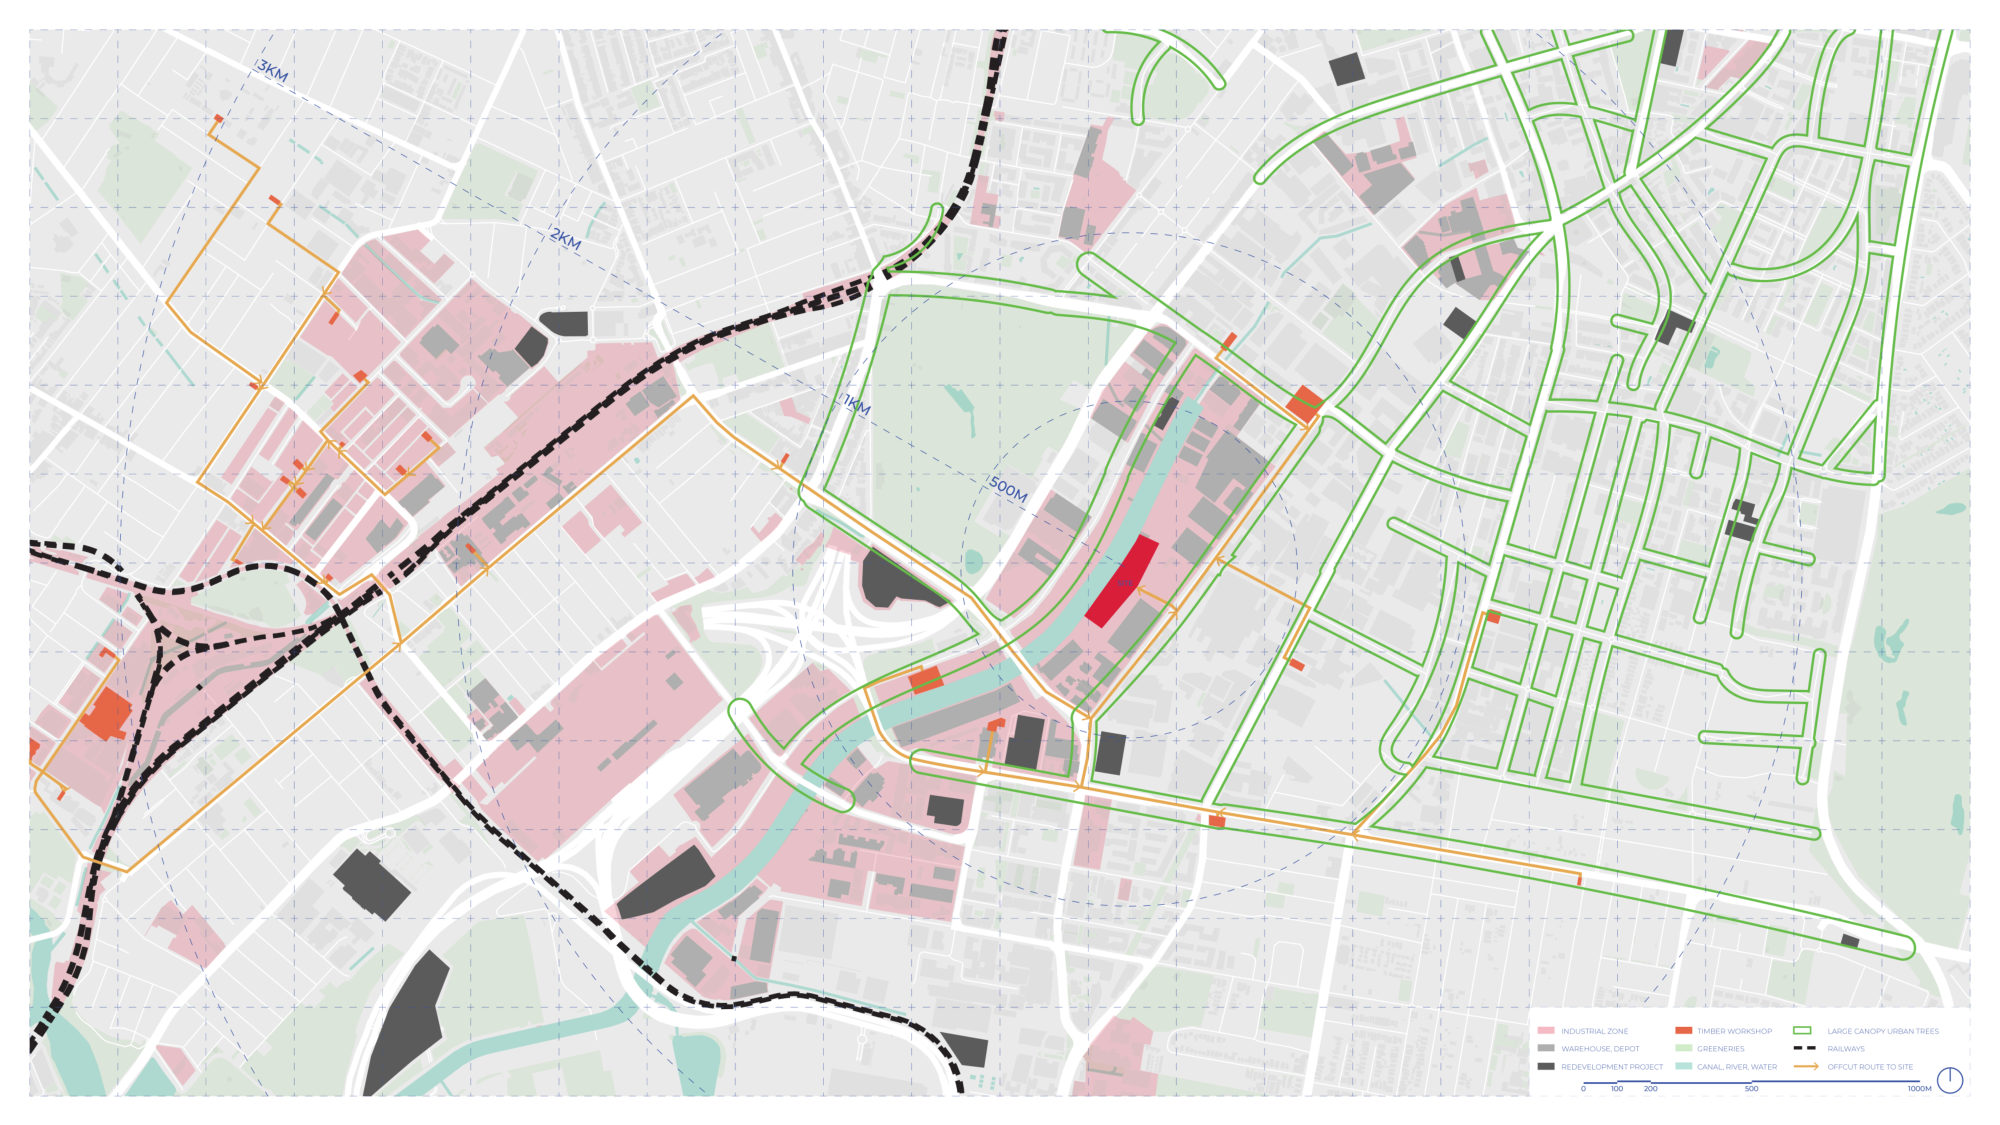 3KM
2KM
1KM
500M
INDUSTRIAL ZONE
TIMBER WORKSHOP
LARGE CANOPY URBAN TREES
WAREHOUSE, DEPOT
GREENERIES
RAILWAYS
REDEVELOPMENT PROJECT
CANAL, RIVER, WATER
OFFCUT ROUTE TO SITE
0 100 200 500 1000M